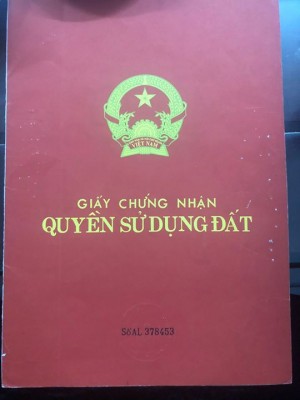 VIỆT NAM
GIẤY CHỨNG NHẬN
QUYỀN SỬ DỤNG ĐẤT
Số AL 378453